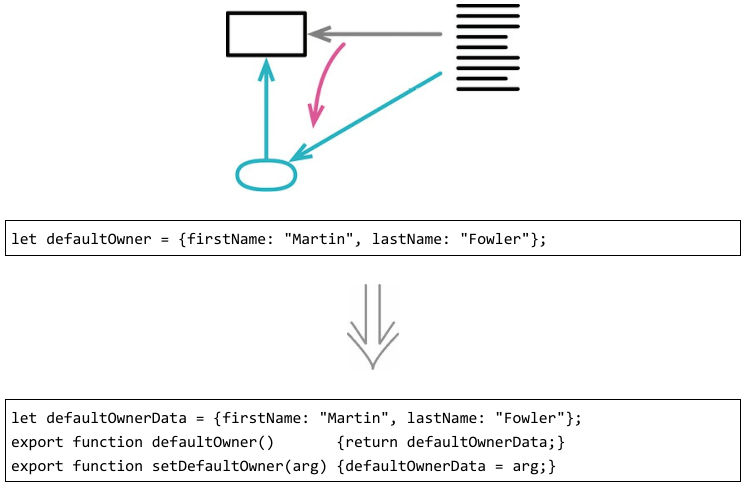 let defaultOwner = {firstName: "Martin", lastName: "Fowler"};
let defaultOwnerData = {firstName: "Martin", lastName: "Fowler"};
export function defaultOwner()       {return defaultOwnerData;}
export function setDefaultOwner(arg) {defaultOwnerData = arg;}